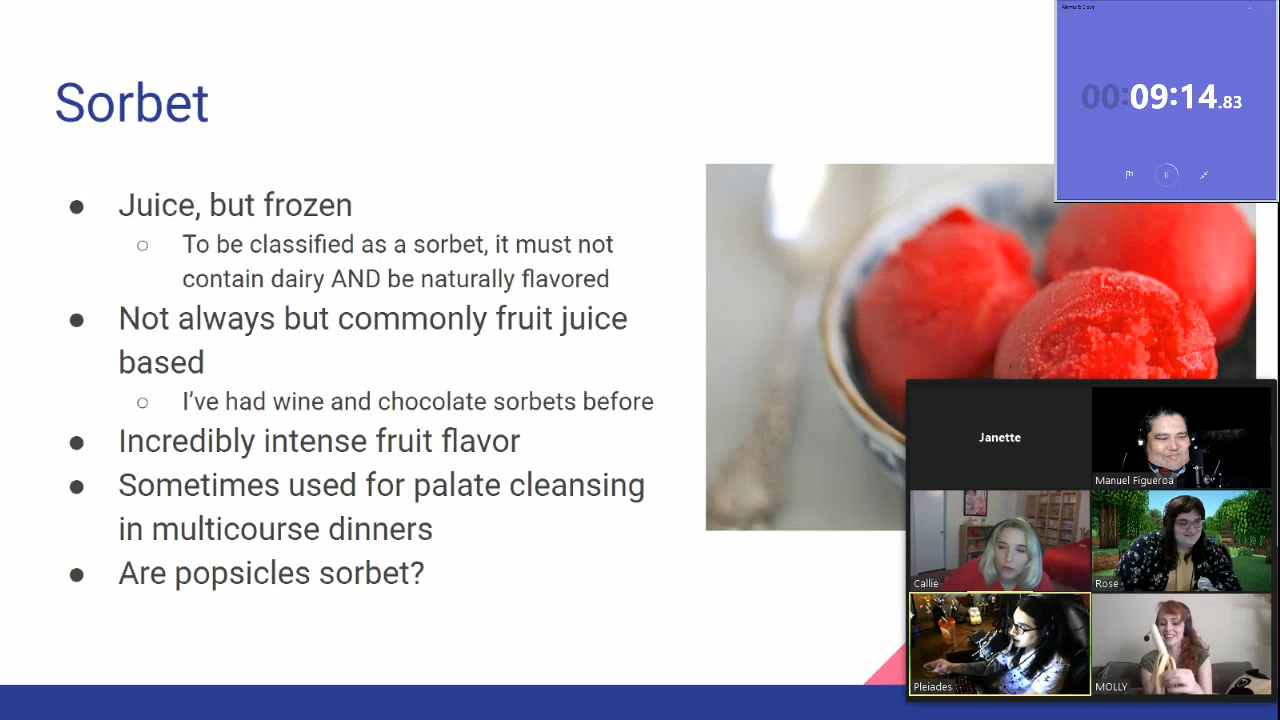 Alarms & Clock
00:09:14.83
Sorbet
● Juice, but frozen
○ To be classified as a sorbet, it must not
contain dairy AND be naturally flavored
● Not always but commonly fruit juice
based
○ I've had wine and chocolate sorbets before
● Incredibly intense fruit flavor
● Sometimes used for palate cleansing
in multicourse dinners
● Are popsicles sorbet?
Janette
Manuel Figueroa
Callie
Rose
Pleiades
MOLLY